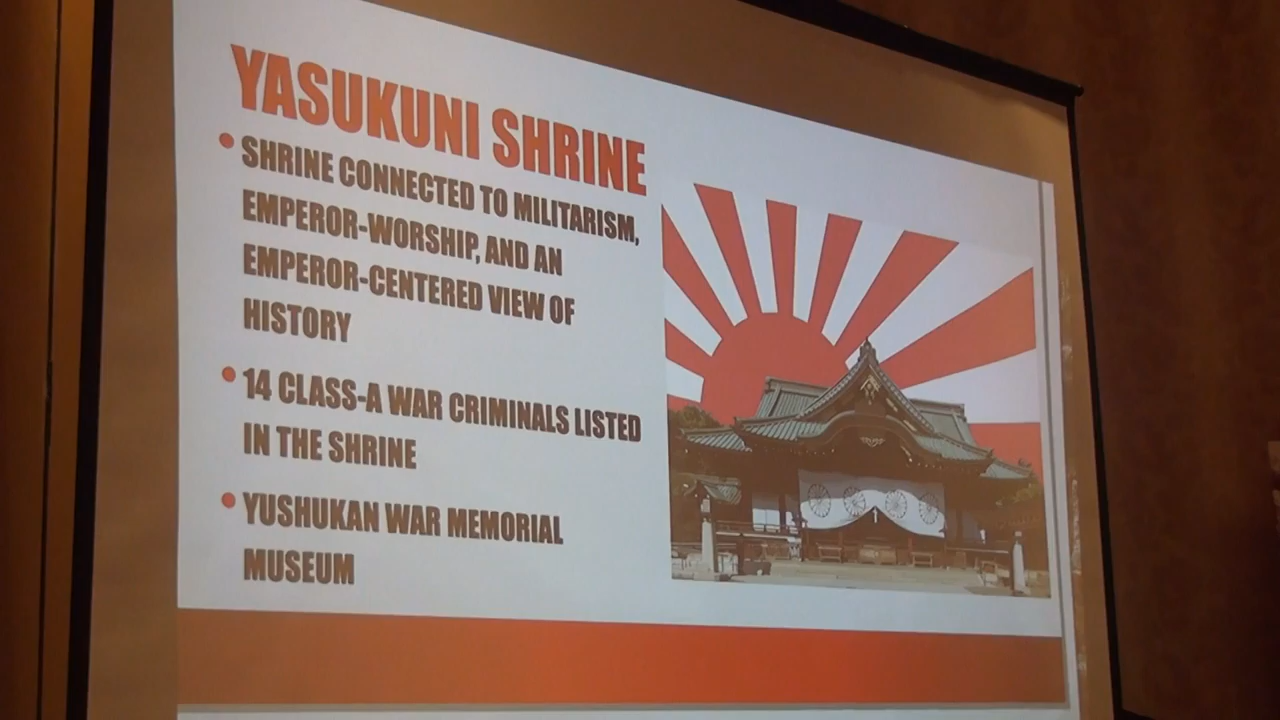 YASUKUNI SHRINE
• SHRINE CONNECTED TO MILITARISM,
EMPEROR-WORSHIP, AND AN
EMPEROR-CENTERED VIEW OF
HISTORY
• 14 CLASS-A WAR CRIMINALS LISTED
IN THE SHRINE
• YUSHUKAN WAR MEMORIAL
MUSEUM